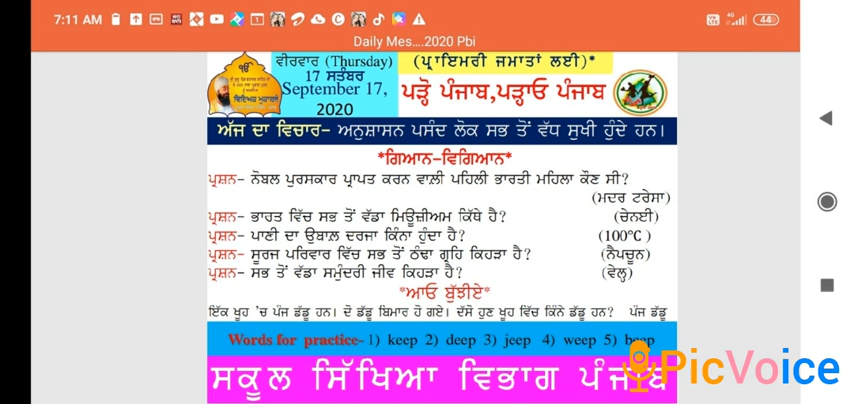 7:11 AM
44
Daily Mes....2020 Pbi
ਵੀਰਵਾਰ (Thursday)
17 ਸਤੰਬਰ
September 17,
2020
(ਪ੍ਰਾਇਮਰੀ ਜਮਾਤਾਂ ਲਈ)*
ਪੜ੍ਹੋ ਪੰਜਾਬ,ਪੜ੍ਹਾਓ ਪੰਜਾਬ
ਅੱਜ ਦਾ ਵਿਚਾਰ- ਅਨੁਸ਼ਾਸਨ ਪਸੰਦ ਲੋਕ ਸਭ ਤੋਂ ਵੱਧ ਸੁਖੀ ਹੁੰਦੇ ਹਨ।
*ਗਿਆਨ-ਵਿਗਿਆਨ*
ਪ੍ਰਸ਼ਨ- ਨੋਬਲ ਪੁਰਸਕਾਰ ਪ੍ਰਾਪਤ ਕਰਨ ਵਾਲੀ ਪਹਿਲੀ ਭਾਰਤੀ ਮਹਿਲਾ ਕੌਣ ਸੀ?
(ਮਦਰ ਟਰੇਸਾ)
ਪ੍ਰਸ਼ਨ- ਭਾਰਤ ਵਿੱਚ ਸਭ ਤੋਂ ਵੱਡਾ ਮਿਊਜ਼ੀਅਮ ਕਿੱਥੇ ਹੈ? (ਚੇਨਈ)
ਪ੍ਰਸ਼ਨ- ਪਾਣੀ ਦਾ ਉਬਾਲ਼ ਦਰਜਾ ਕਿੰਨਾ ਹੁੰਦਾ ਹੈ? (100°C )
ਪ੍ਰਸ਼ਨ- ਸੂਰਜ ਪਰਿਵਾਰ ਵਿੱਚ ਸਭ ਤੋਂ ਠੰਢਾ ਗ੍ਰਹਿ ਕਿਹੜਾ ਹੈ? (ਨੈਪਚੂਨ)
ਪ੍ਰਸ਼ਨ- ਸਭ ਤੋਂ ਵੱਡਾ ਸਮੁੰਦਰੀ ਜੀਵ ਕਿਹੜਾ ਹੈ? (ਵੇਲ੍ਹ)
*ਆਓ ਬੁੱਝੀਏ*
ਇੱਕ ਖੂਹ 'ਚ ਪੰਜ ਡੱਡੂ ਹਨ। ਦੋ ਡੱਡੂ ਬਿਮਾਰ ਹੋ ਗਏ। ਦੱਸੋ ਹੁਣ ਖੂਹ ਵਿੱਚ ਕਿੰਨੇ ਡੱਡੂ ਹਨ? ਪੰਜ ਡੱਡੂ
Words for practice- 1) keep 2) deep 3) jeep 4) weep 5) beep
ਸਕੂਲ ਸਿੱਖਿਆ ਵਿਭਾਗ ਪੰਜਾਬ
PicVoice